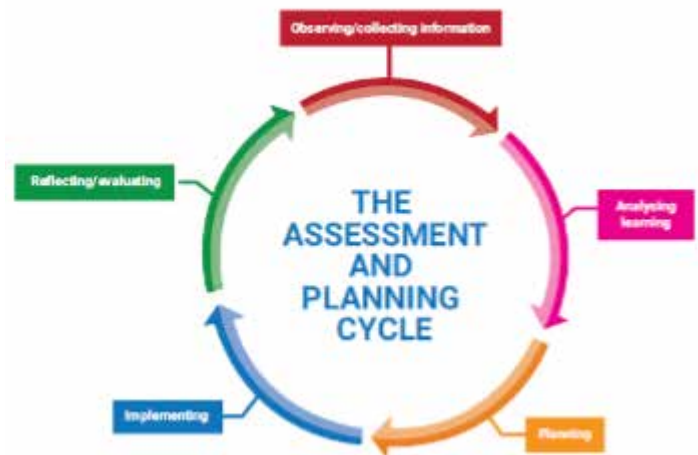 Observing/collecting information
Reflecting/evaluating
Analysing
learning
THE
ASSESSMENT
AND
PLANNING
CYCLE
Implementing
Planning